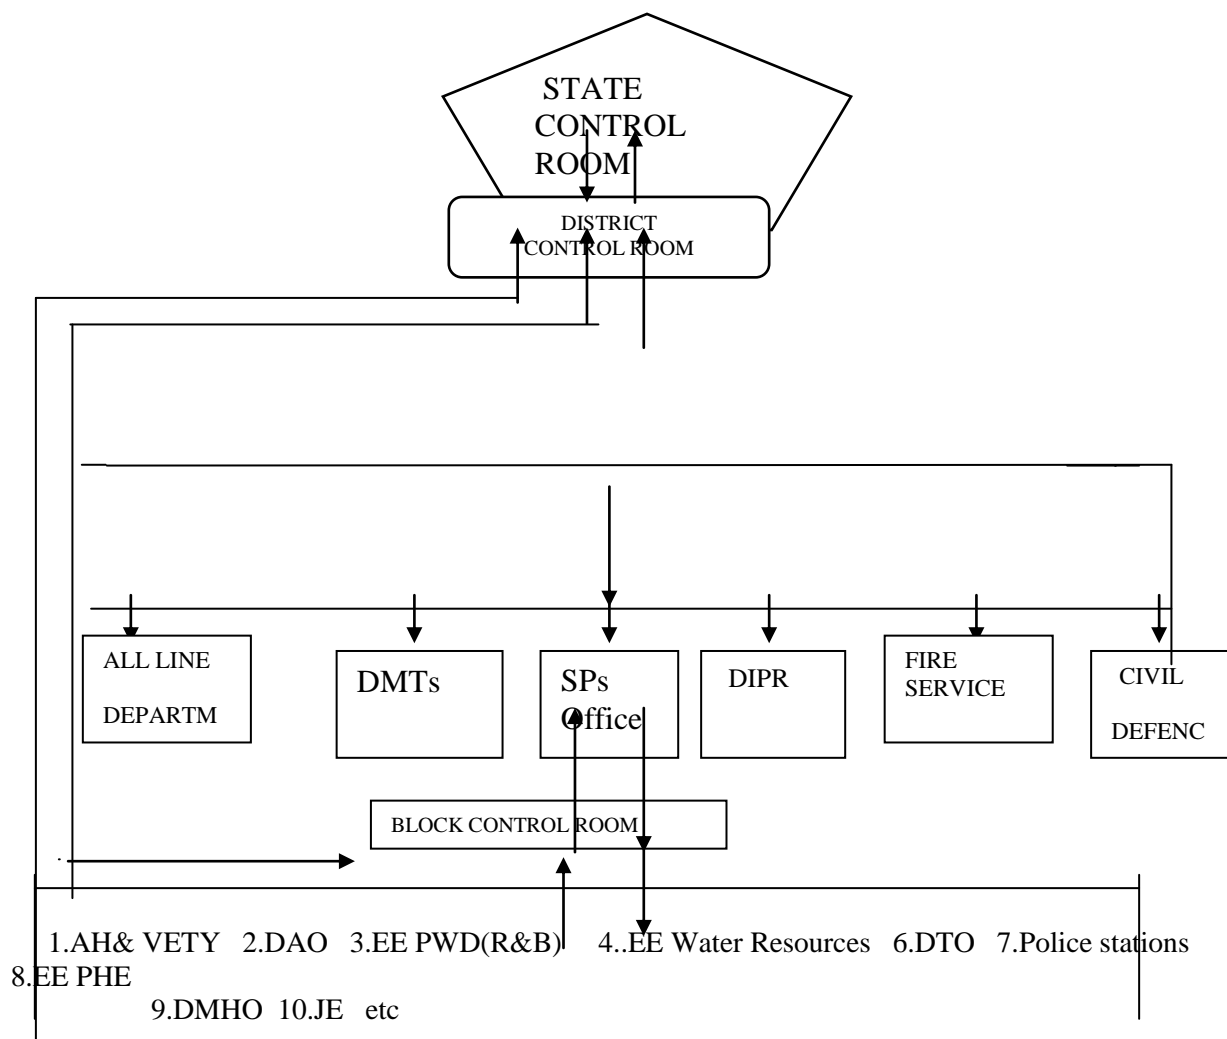 STATE
CONTROL
ROOM
DISTRICT
CONTROL ROOM
ALL LINE
DEPARTM
DMTs
SPs
Office
DIPR
FIRE
SERVICE
CIVIL
DEFENC
BLOCK CONTROL ROOM
1.AH& VETY 2.DAO 3.EE PWD(R&B) 4..EE Water Resources 6.DTO 7.Police stations
8.EE PHE
9.DMHO 10.JE etc